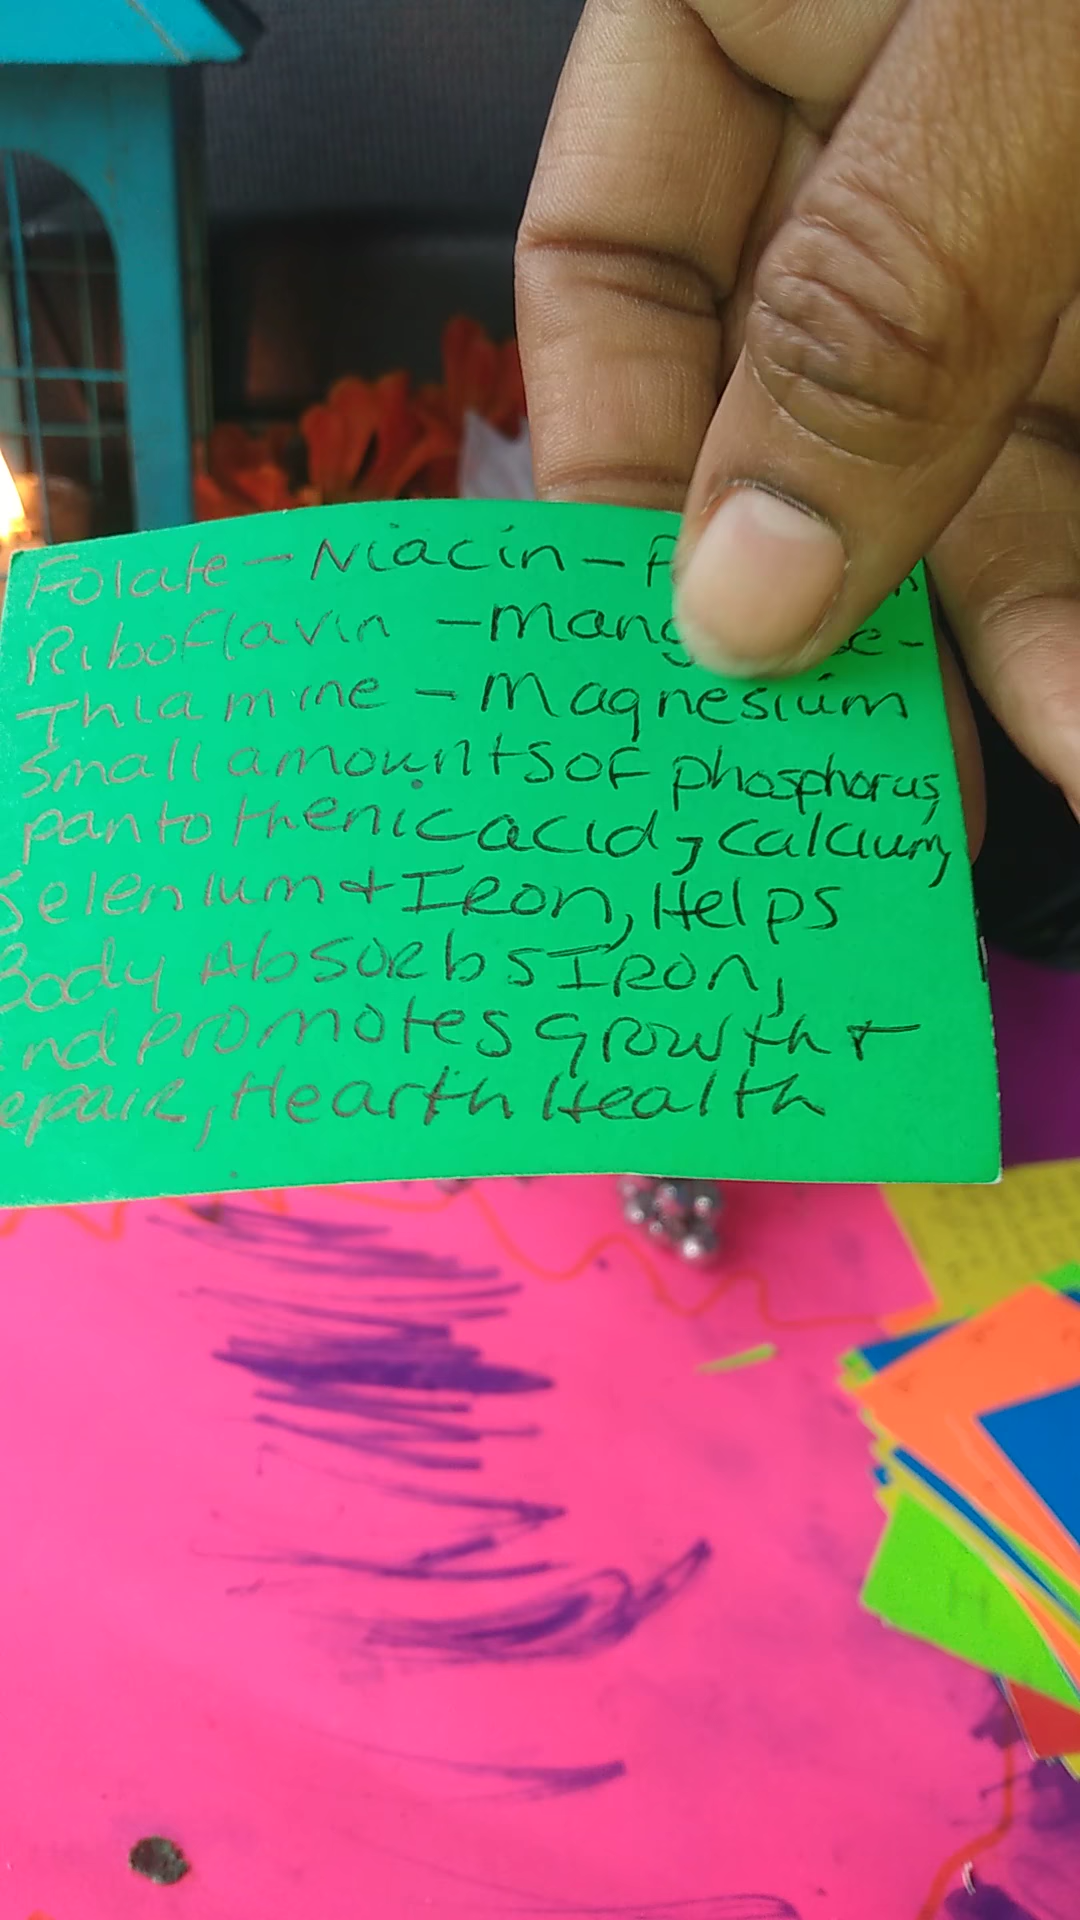 Folate - Niacin -
Riboflavin -
Thiamine - Magnesium
Small amounts of phosphorus,
pantothenic acid, calcium,
Selenium + Iron, Helps
Body Absorbs Iron,
And promotes growth +
epair, Hearth Health